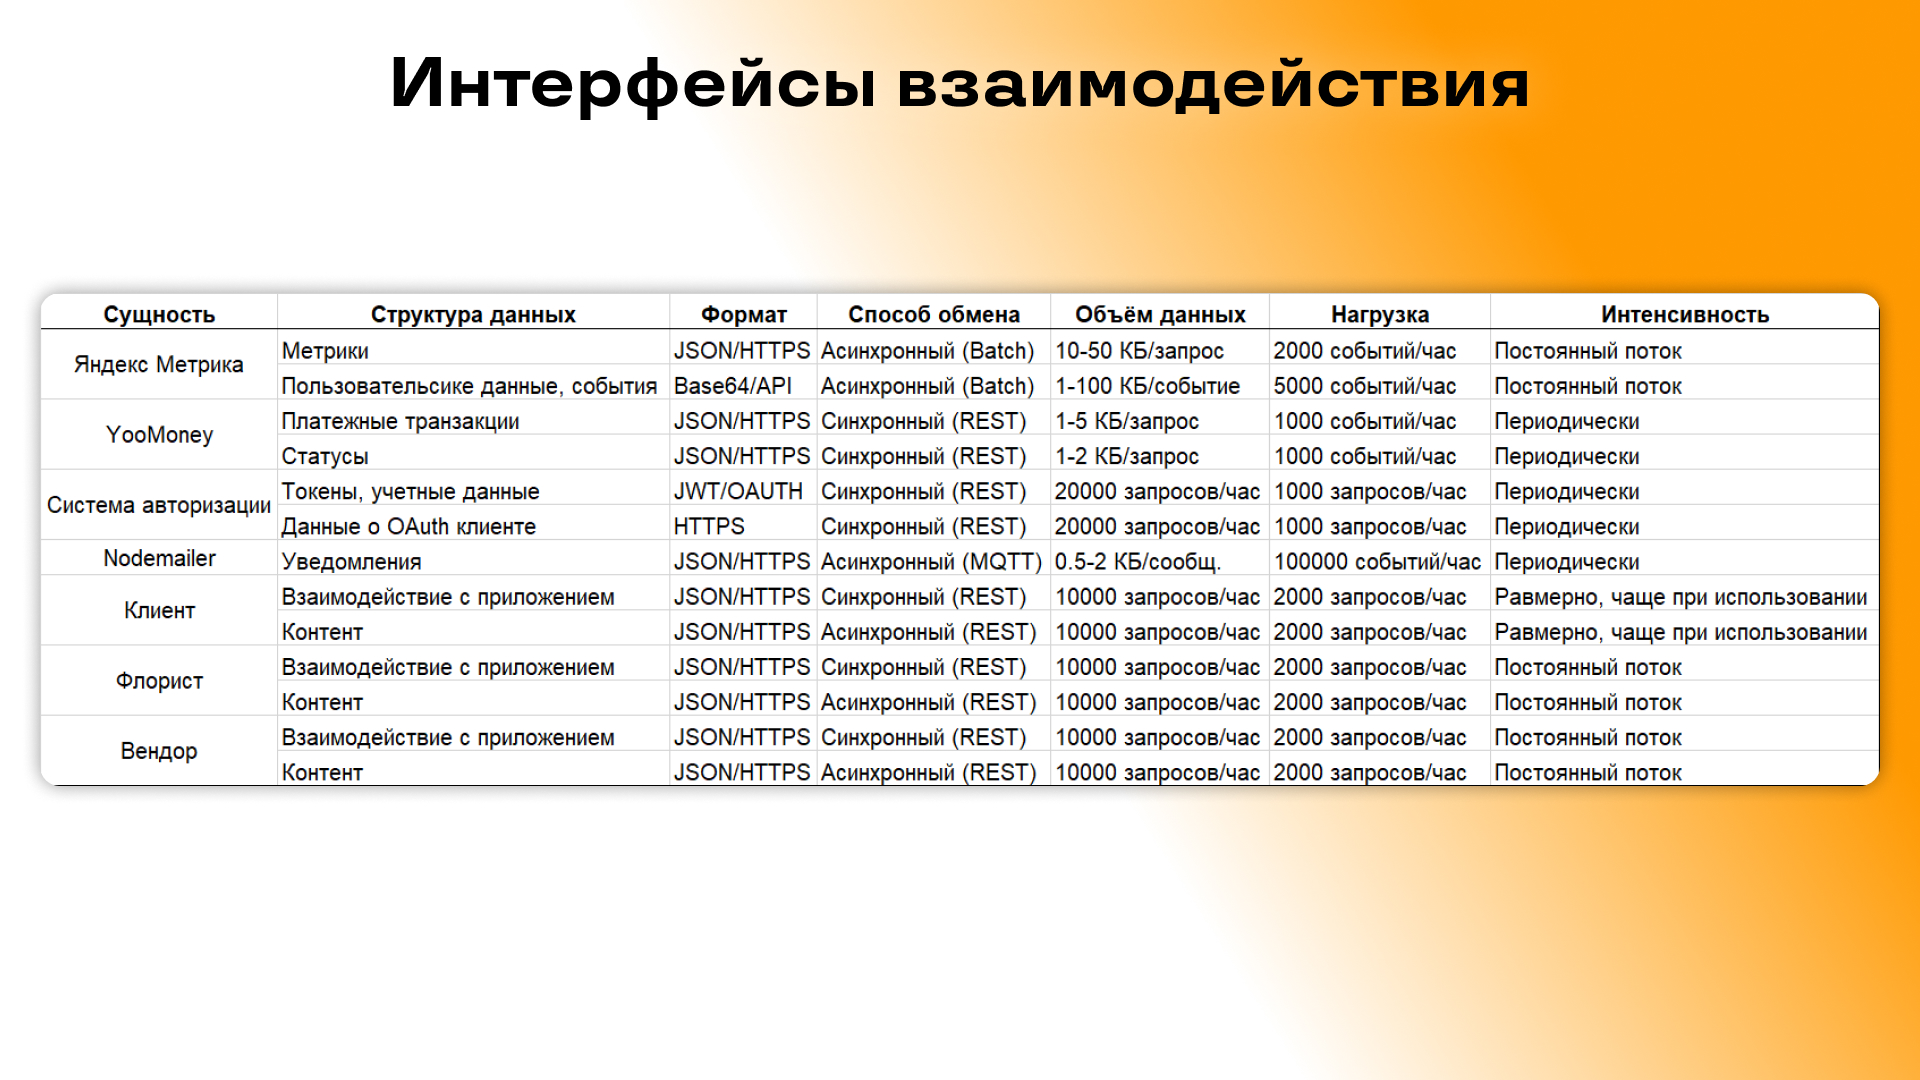 Интерфейсы взаимодействия
Сущность Структура данных Формат Способ обмена Объём данных Нагрузка Интенсивность
Яндекс Метрика Метрики JSON/HTTPS Асинхронный (Batch) 10-50 КБ/запрос 2000 событий/час Постоянный поток
Пользовательсике данные, события Base64/API Асинхронный (Batch) 1-100 КБ/событие 5000 событий/час Постоянный поток
YooMoney Платежные транзакции JSON/HTTPS Синхронный (REST) 1-5 КБ/запрос 1000 событий/час Периодически
Статусы JSON/HTTPS Синхронный (REST) 1-2 КБ/запрос 1000 событий/час Периодически
Система авторизации Токены, учетные данные JWT/OAUTH Синхронный (REST) 20000 запросов/час 1000 запросов/час Периодически
Данные о OAuth клиенте HTTPS Синхронный (REST) 20000 запросов/час 1000 запросов/час Периодически
Nodemailer Уведомления JSON/HTTPS Асинхронный (MQTT) 0.5-2 КБ/сообщ. 100000 событий/час Периодически
Клиент Взаимодействие с приложением JSON/HTTPS Синхронный (REST) 10000 запросов/час 2000 запросов/час Равмерно, чаще при использовании
Контент JSON/HTTPS Асинхронный (REST) 10000 запросов/час 2000 запросов/час Равмерно, чаще при использовании
Флорист Взаимодействие с приложением JSON/HTTPS Синхронный (REST) 10000 запросов/час 2000 запросов/час Постоянный поток
Контент JSON/HTTPS Асинхронный (REST) 10000 запросов/час 2000 запросов/час Постоянный поток
Вендор Взаимодействие с приложением JSON/HTTPS Синхронный (REST) 10000 запросов/час 2000 запросов/час Постоянный поток
Контент JSON/HTTPS Асинхронный (REST) 10000 запросов/час 2000 запросов/час Постоянный поток